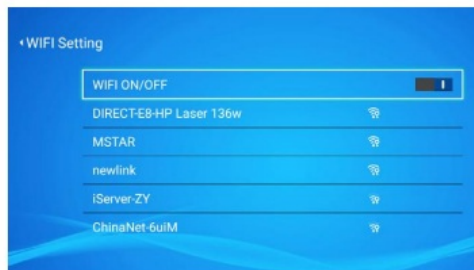 WIFI Setting
WIFI ON/OFF
DIRECT-E8-HP Laser 136w
MSTAR
newlink
iServer-ZY
ChinaNet-6uiM